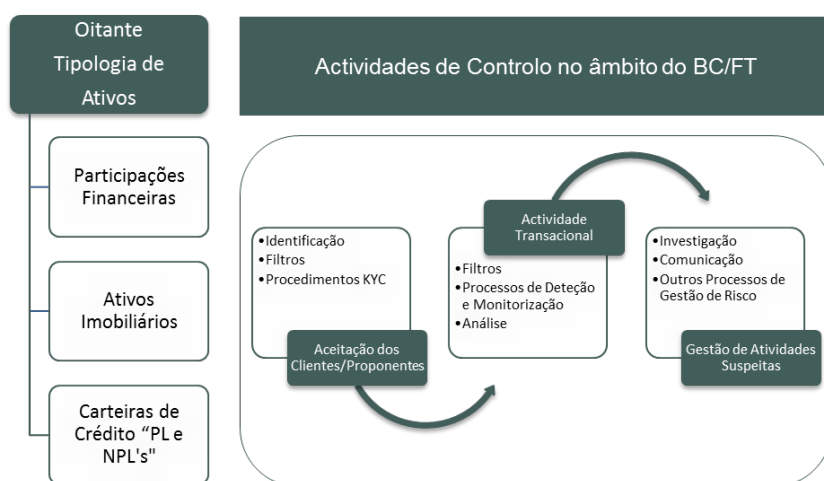 Oitante
Tipologia de
Ativos
Participações
Financeiras
Ativos
Imobiliários
Carteiras de
Crédito “PL e
NPL's"
Actividades de Controlo no âmbito do BC/FT
•Identificação
•Filtros
•Procedimentos KYC
Aceitação dos
Clientes/Proponentes
Actividade
Transacional
•Filtros
•Processos de Deteção
e Monitorização
•Análise
•Investigação
•Comunicação
•Outros Processos de
Gestão de Risco
Gestão de Atividades
Suspeitas